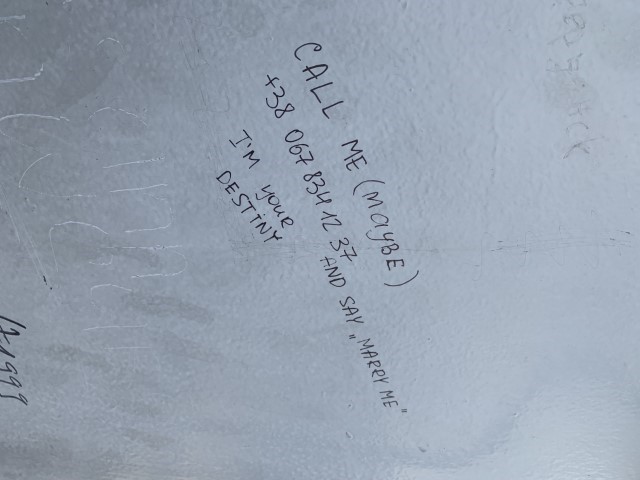 CALL ME (MAYBE)
+38 067 834 12 37 AND SAY „MARRY ME"
I'M YOUR
DESTINY